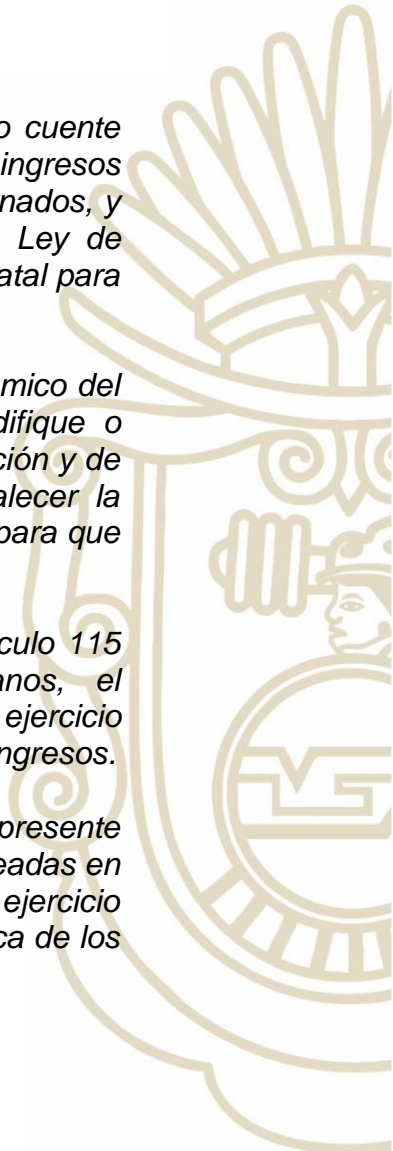 o cuente
ingresos
nados, y
Ley de
atal para
mico del
difique o
ción y de
alecer la
para que
culo 115
anos, el
ejercicio
ngresos.
presente
eadas en
ejercicio
ca de los